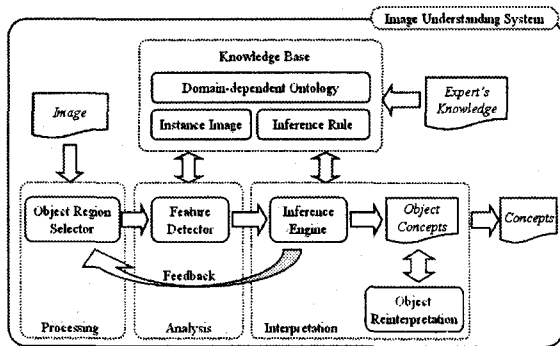 Image Understanding System
Knowledge Base
Domain-dependent Ontology
Instance Image
Inference Rule
Expert's
Knowledge
Image
Object Region
Selector
Feature
Detector
Inference
Engine
Object
Concepts
Concepts
Feedback
Object
Reinterpretation
Processing
Analysis
Interpretation